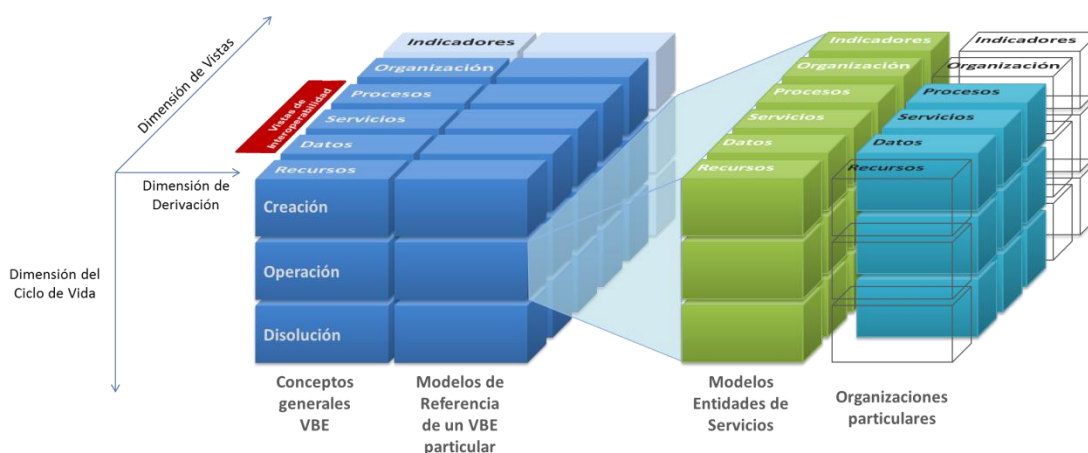 Dimensión de Vistas
Dimensión de
Derivación
Dimensión del
Ciclo de Vida
Vistas de
Interoperabilidad
Indicadores
Organización
Procesos
Servicios
Datos
Recursos
Creación
Operación
Disolución
Indicadores
Organización
Procesos
Servicios
Datos
Recursos
Indicadores
Organización
Procesos
Servicios
Datos
Recursos
Conceptos
generales
VBE
Modelos de
Referencia
de un VBE
particular
Modelos
Entidades de
Servicios
Organizaciones
particulares